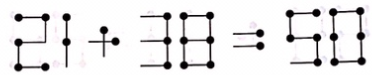 21 + 38 = 50